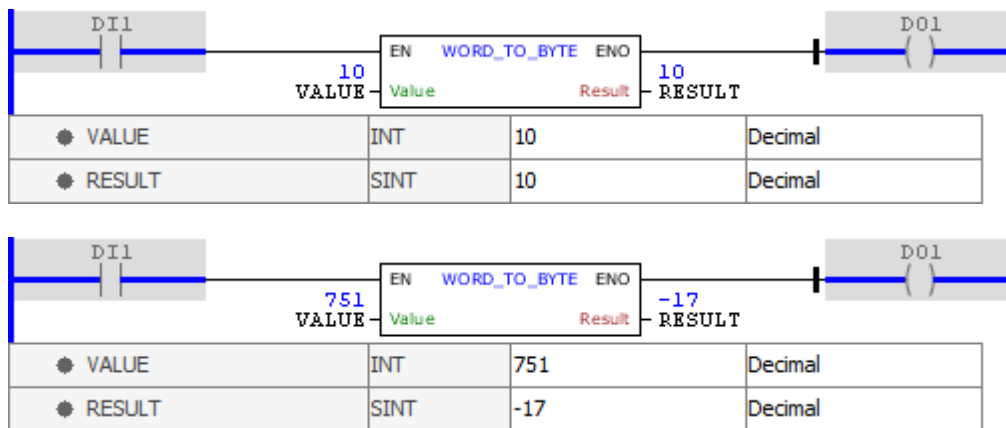 DI1 DO1
EN WORD_TO_BYTE ENO
10 10
VALUE Value Result RESULT
VALUE INT 10 Decimal
RESULT SINT 10 Decimal
DI1 DO1
EN WORD_TO_BYTE ENO
751 -17
VALUE Value Result RESULT
VALUE INT 751 Decimal
RESULT SINT -17 Decimal